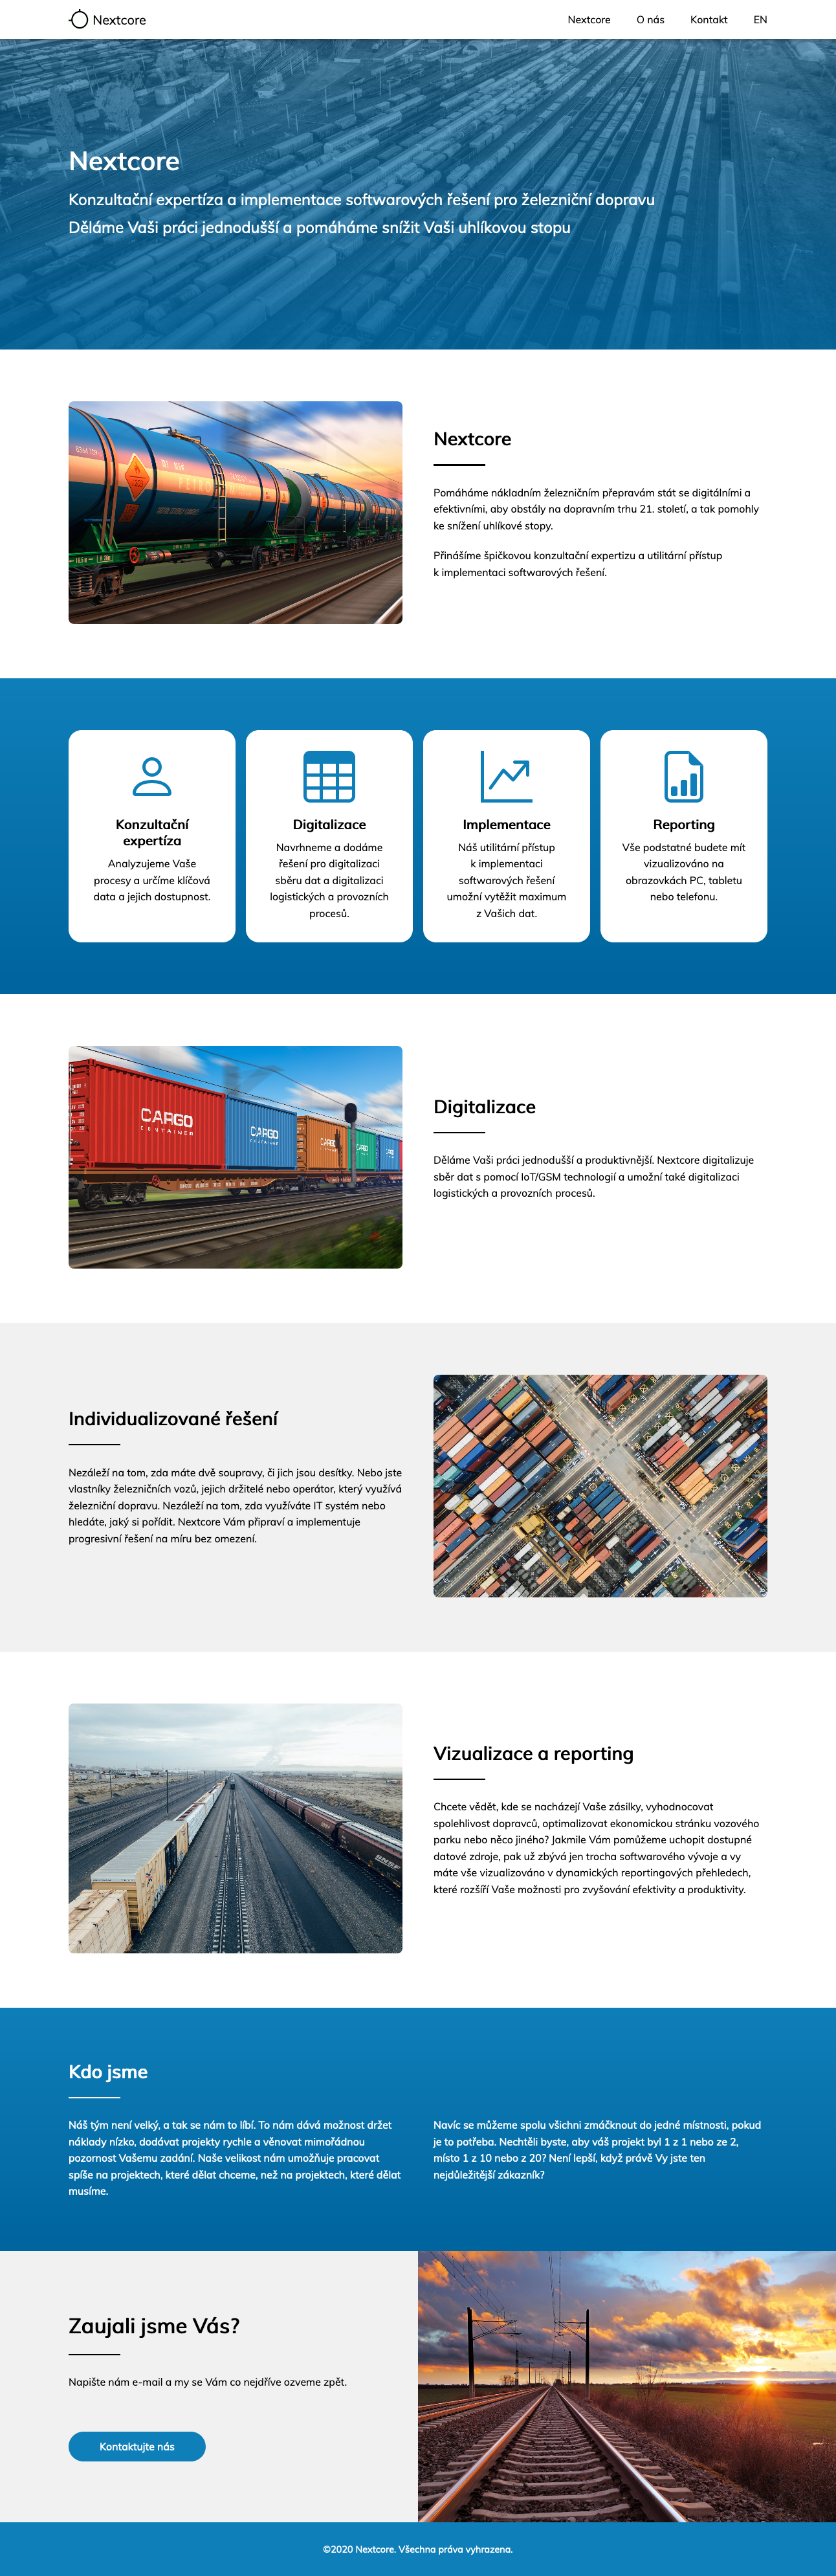 Nextcore
Nextcore
O nás
Kontakt
EN
Nextcore
Konzultační expertíza a implementace softwarových řešení pro železniční dopravu
Děláme Vaši práci jednodušší a pomáháme snížit Vaši uhlíkovou stopu
Nextcore
Pomáháme nákladním železničním přepravám stát se digitálními a
efektivními, aby obstály na dopravním trhu 21. století, a tak pomohly
ke snížení uhlíkové stopy.
Přinášíme špičkovou konzultační expertizu a utilitární přístup
k implementaci softwarových řešení.
Konzultační
expertíza
Analyzujeme Vaše
procesy a určíme klíčová
data a jejich dostupnost.
Digitalizace
Navrhneme a dodáme
řešení pro digitalizaci
sběru dat a digitalizaci
logistických a provozních
procesů.
Implementace
Náš utilitární přístup
k implementaci
softwarových řešení
umožní vytěžit maximum
z Vašich dat.
Reporting
Vše podstatné budete mít
vizualizováno na
obrazovkách PC, tabletu
nebo telefonu.
CARGO
CONTAINER
CARGO
CONTAINER
Digitalizace
Děláme Vaši práci jednodušší a produktivnější. Nextcore digitalizuje
sběr dat s pomocí IoT/GSM technologií a umožní také digitalizaci
logistických a provozních procesů.
Individualizované řešení
Nezáleží na tom, zda máte dvě soupravy, či jich jsou desítky. Nebo jste
vlastníky železničních vozů, jejich držitelé nebo operátor, který využívá
železniční dopravu. Nezáleží na tom, zda využíváte IT systém nebo
hledáte, jaký si pořídit. Nextcore Vám připraví a implementuje
progresivní řešení na míru bez omezení.
BNSF
Vizualizace a reporting
Chcete vědět, kde se nacházejí Vaše zásilky, vyhodnocovat
spolehlivost dopravců, optimalizovat ekonomickou stránku vozového
parku nebo něco jiného? Jakmile Vám pomůžeme uchopit dostupné
datové zdroje, pak už zbývá jen trocha softwarového vývoje a vy
máte vše vizualizováno v dynamických reportingových přehledech,
které rozšíří Vaše možnosti pro zvyšování efektivity a produktivity.
Kdo jsme
Náš tým není velký, a tak se nám to líbí. To nám dává možnost držet
náklady nízko, dodávat projekty rychle a věnovat mimořádnou
pozornost Vašemu zadání. Naše velikost nám umožňuje pracovat
spíše na projektech, které dělat chceme, než na projektech, které dělat
musíme.
Navíc se můžeme spolu všichni zmáčknout do jedné místnosti, pokud
je to potřeba. Nechtěli byste, aby váš projekt byl 1 z 1 nebo ze 2,
místo 1 z 10 nebo z 20? Není lepší, když právě Vy jste ten
nejdůležitější zákazník?
Zaujali jsme Vás?
Napište nám e-mail a my se Vám co nejdříve ozveme zpět.
Kontaktujte nás
©2020 Nextcore. Všechna práva vyhrazena.